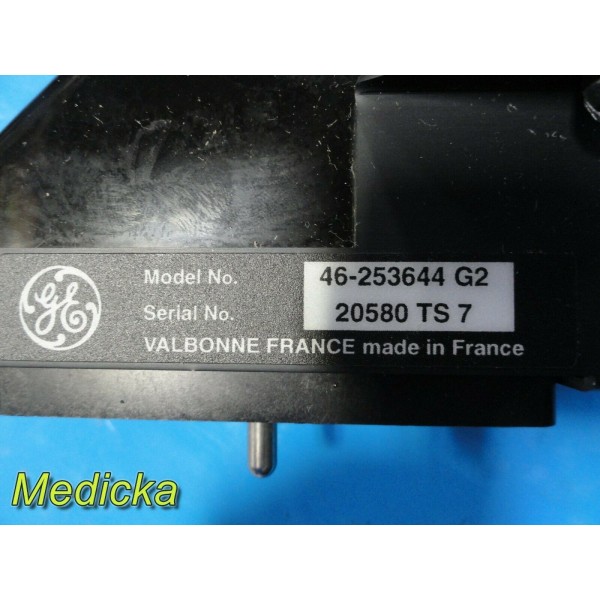 GE
Model No. 46-253644 G2
Serial No. 20580 TS 7
VALBONNE FRANCE made in France
Medicka